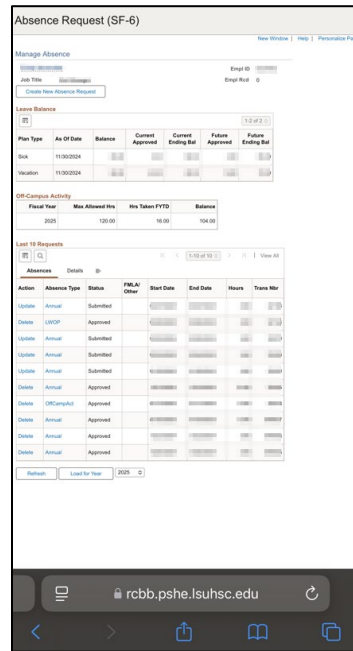 Absence Request (SF-6)
New Window | Help | Personalize Pa
Manage Absence
Empl ID
Job Title Empl Rcd 0
Create New Absence Request
Leave Balance
1-2 of 2
Plan Type As Of Date Balance Current Approved Current Ending Bal Future Approved Future Ending Bal
Sick 11/30/2024
Vacation 11/30/2024
Off-Campus Activity
Fiscal Year Max Allowed Hrs Hrs Taken FYTD Balance
2025 120.00 16.00 104.00
Last 10 Requests
1-10 of 10 | View All
Absences Details
Action Absence Type Status FMLA/Other Start Date End Date Hours Trans Nbr
Update Annual Submitted
Delete LWOP Approved
Update Annual Submitted
Update Annual Submitted
Update Annual Submitted
Delete Annual Approved
Delete OffCampAct Approved
Delete Annual Approved
Delete Annual Approved
Delete Annual Approved
Refresh Load for Year 2025
rcbb.pshe.lsuhsc.edu